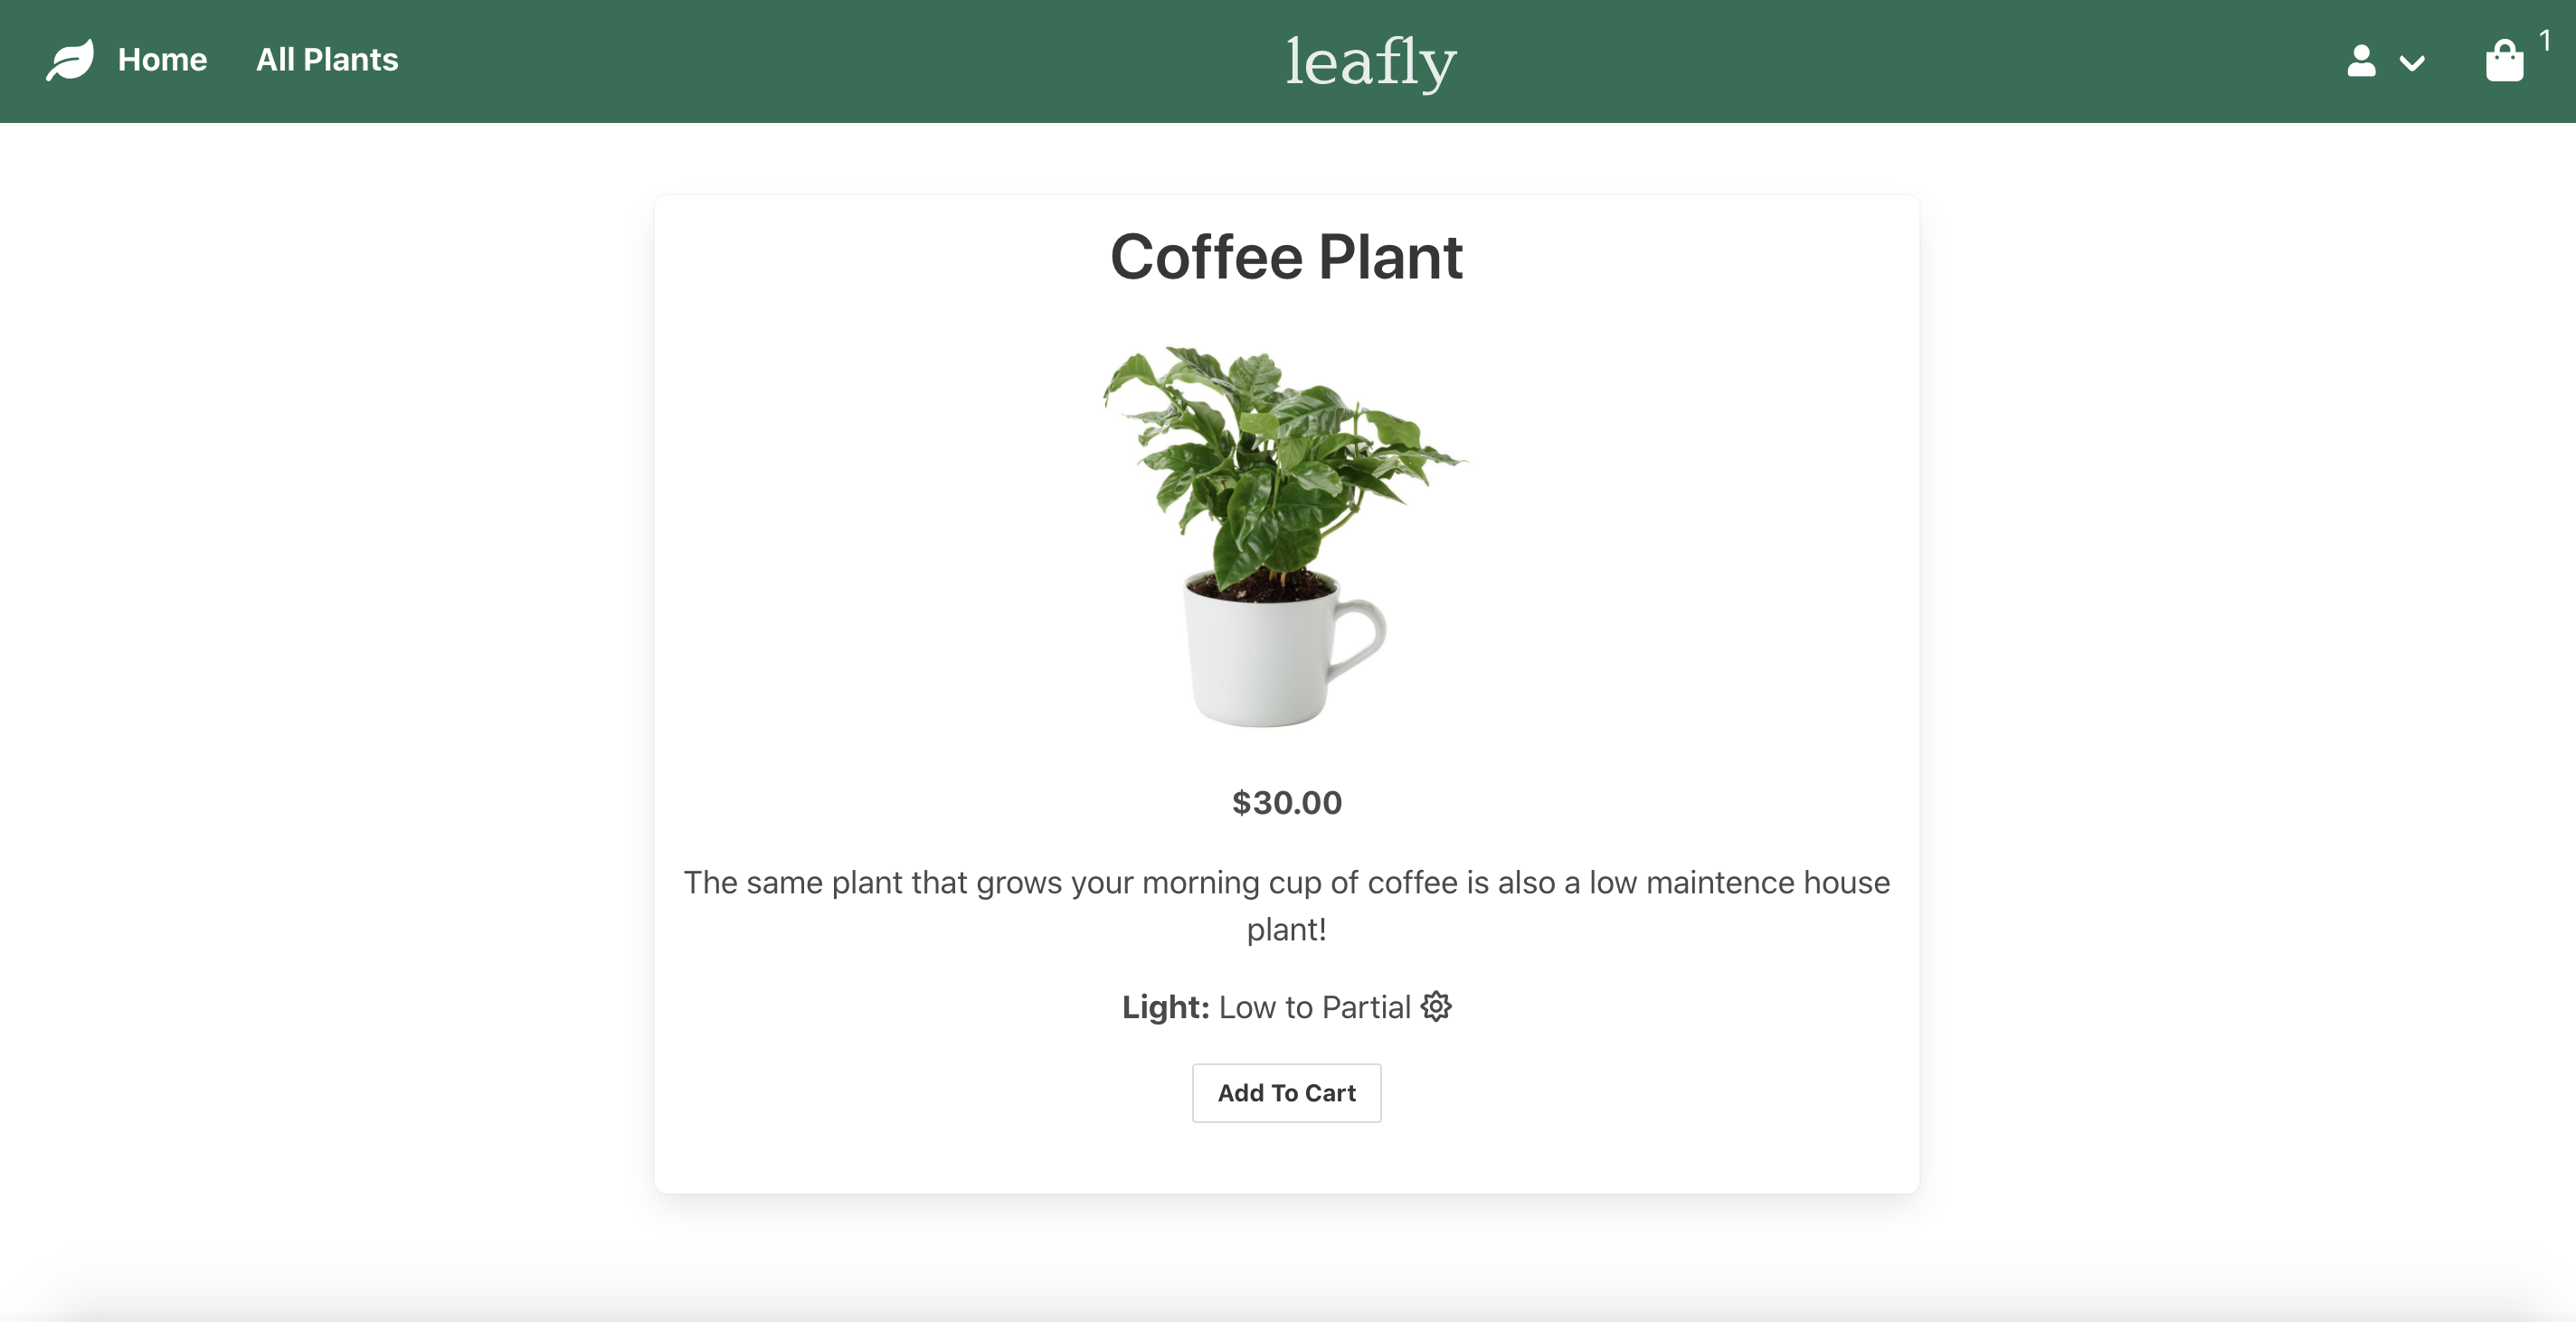 Home
All Plants
leafly
1
Coffee Plant
$30.00
The same plant that grows your morning cup of coffee is also a low maintence house
plant!
Light: Low to Partial
Add To Cart